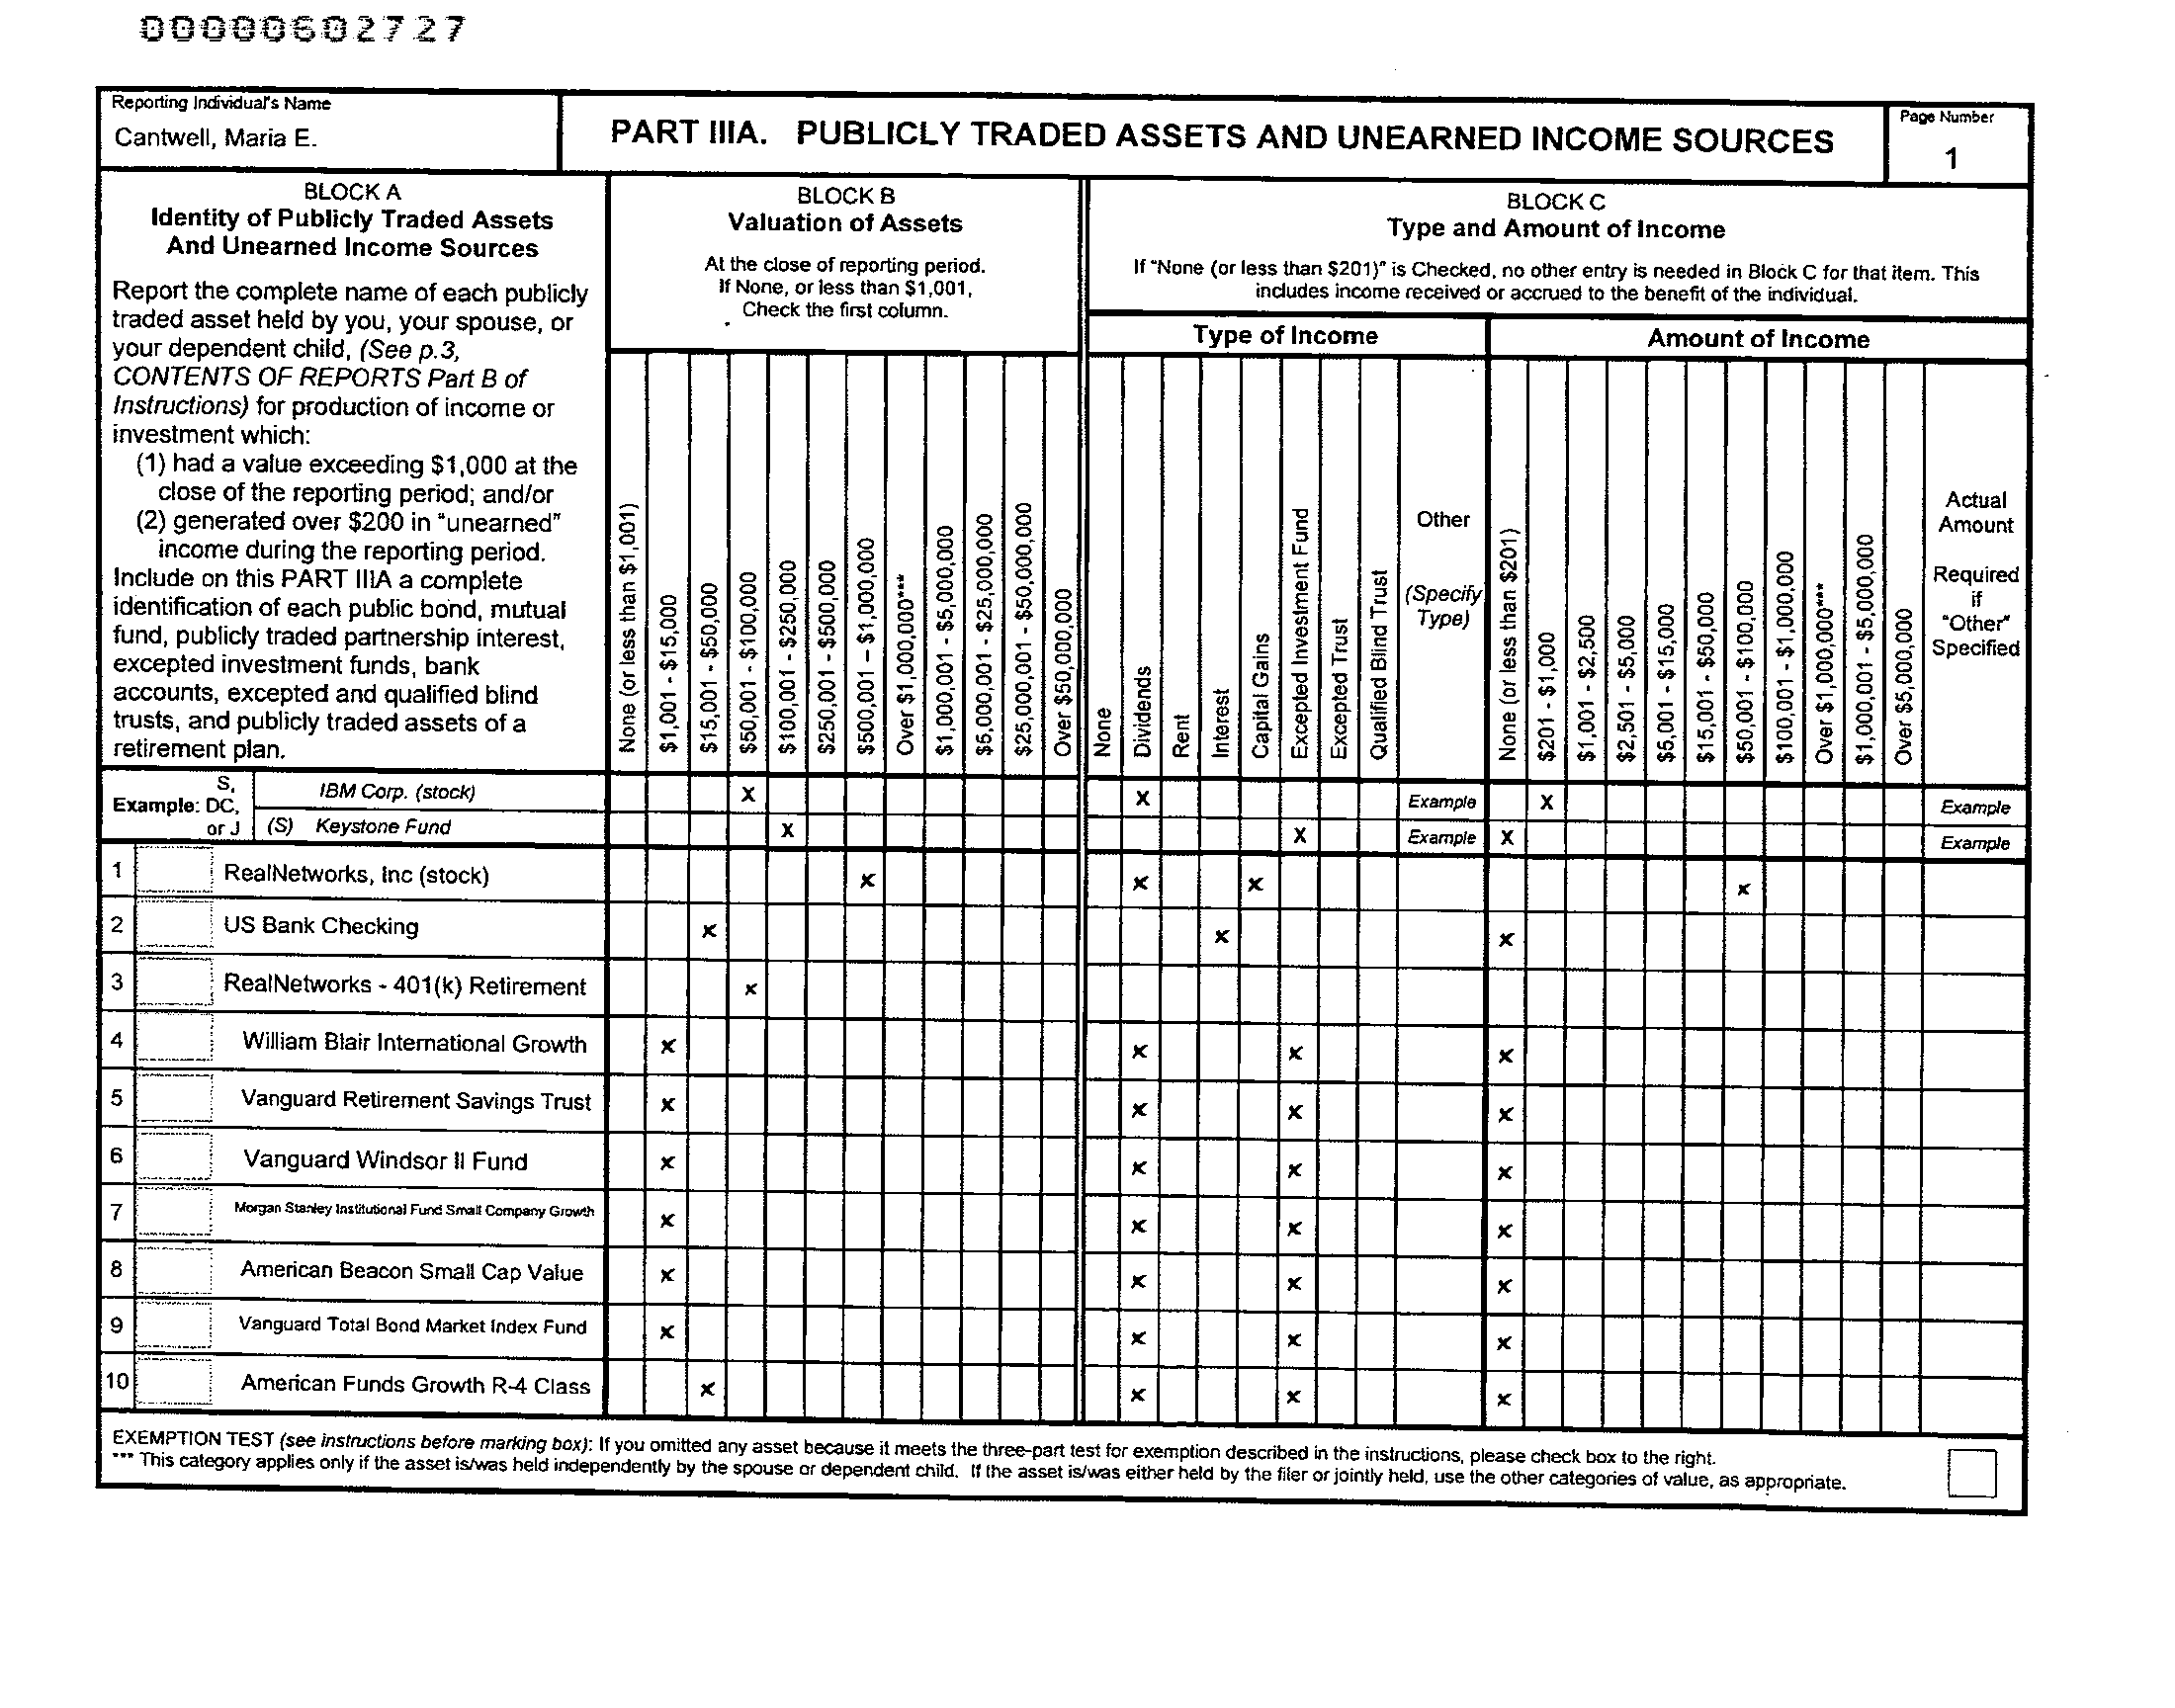 00000602727
Reporting Individual's Name
Cantwell, Maria E.
PART IIIA. PUBLICLY TRADED ASSETS AND UNEARNED INCOME SOURCES
Page Number
1
BLOCK A
Identity of Publicly Traded Assets
And Unearned Income Sources
Report the complete name of each publicly
traded asset held by you, your spouse, or
your dependent child, (See p.3,
CONTENTS OF REPORTS Part B of
Instructions) for production of income or
investment which:
(1) had a value exceeding $1,000 at the
close of the reporting period; and/or
(2) generated over $200 in "unearned"
income during the reporting period.
Include on this PART IIIA a complete
identification of each public bond, mutual
fund, publicly traded partnership interest,
excepted investment funds, bank
accounts, excepted and qualified blind
trusts, and publicly traded assets of a
retirement plan.
BLOCK B
Valuation of Assets
At the close of reporting period.
If None, or less than $1,001,
Check the first column.
None (or less than $1,001)
$1,001 - $15,000
$15,001 - $50,000
$50,001 - $100,000
$100,001 - $250,000
$250,001 - $500,000
$500,001 – $1,000,000
Over $1,000,000***
$1,000,001 - $5,000,000
$5,000,001 - $25,000,000
$25,000,001 - $50,000,000
Over $50,000,000
BLOCK C
Type and Amount of Income
If "None (or less than $201)" is Checked, no other entry is needed in Block C for that item. This
includes income received or accrued to the benefit of the individual.
Type of Income
None
Dividends
Rent
Interest
Capital Gains
Excepted Investment Fund
Excepted Trust
Qualified Blind Trust
Other
(Specify
Type)
Amount of Income
None (or less than $201)
$201 - $1,000
$1,001 - $2,500
$2,501 - $5,000
$5,001 - $15,000
$15,001 - $50,000
$50,001 - $100,000
$100,001 - $1,000,000
Over $1,000,000***
$1,000,001 - $5,000,000
Over $5,000,000
Actual
Amount
Required
if
"Other"
Specified
Example: S, DC, or J
IBM Corp. (stock) X X Example X Example
(S) Keystone Fund X X Example X Example
1 RealNetworks, Inc (stock) x x x x
2 US Bank Checking x x x
3 RealNetworks - 401(k) Retirement x
4 William Blair International Growth x x x x
5 Vanguard Retirement Savings Trust x x x x
6 Vanguard Windsor II Fund x x x x
7 Morgan Stanley Institutional Fund Small Company Growth x x x x
8 American Beacon Small Cap Value x x x x
9 Vanguard Total Bond Market Index Fund x x x x
10 American Funds Growth R-4 Class x x x x
EXEMPTION TEST (see instructions before marking box): If you omitted any asset because it meets the three-part test for exemption described in the instructions, please check box to the right.
*** This category applies only if the asset is/was held independently by the spouse or dependent child. If the asset is/was either held by the filer or jointly held, use the other categories of value, as appropriate.